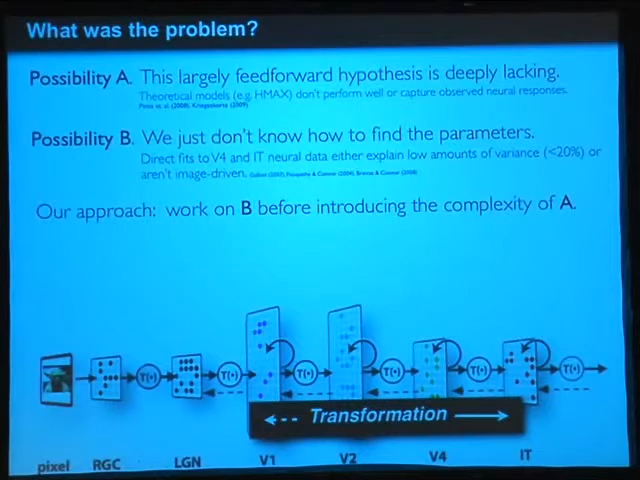 What was the problem?
Possibility A. This largely feedforward hypothesis is deeply lacking.
Theoretical models (e.g. HMAX) don't perform well or capture observed neural responses.
Possibility B. We just don't know how to find the parameters.
Direct fits to V4 and IT neural data either explain low amounts of variance (<20%) or
aren't image-driven.
Our approach: work on B before introducing the complexity of A.
T(•) T(•) T(•) T(•) T(•) T(•)
Transformation
pixel RGC LGN V1 V2 V4 IT